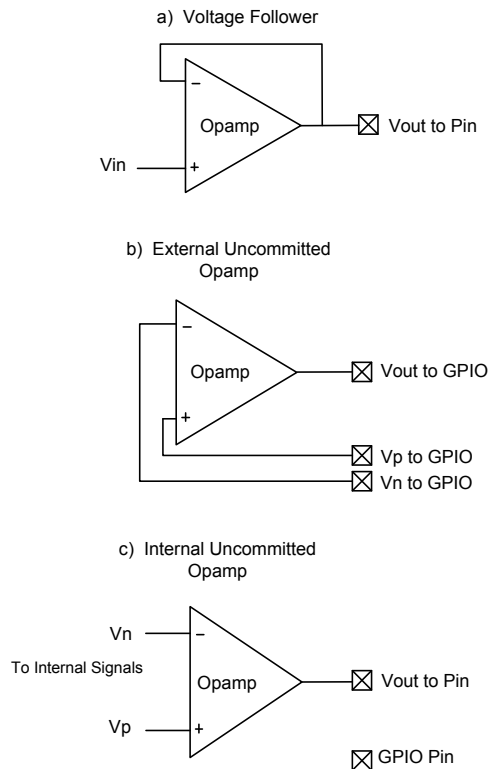 a) Voltage Follower
-
Opamp
Vout to Pin
Vin
+
b) External Uncommitted
Opamp
-
Opamp
Vout to GPIO
+
Vp to GPIO
Vn to GPIO
c) Internal Uncommitted
Opamp
Vn
-
To Internal Signals
Opamp
Vout to Pin
Vp
+
GPIO Pin